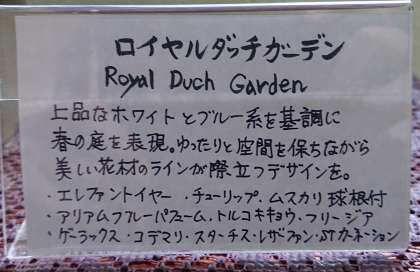 ロイヤルダッチガーデン
Royal Duch Garden
上品なホワイトとブルー系を基調に
春の庭を表現。ゆったりと空間を保ちながら
美しい花材のラインが際立つデザインを。
・エレファントイヤー・チューリップ・ムスカリ球根付
・アリアムブルーパフューム・トルコキキョウ・フリージア
・ゲーラックス・コデマリ・スターチス・レザーファン・STカーネーション